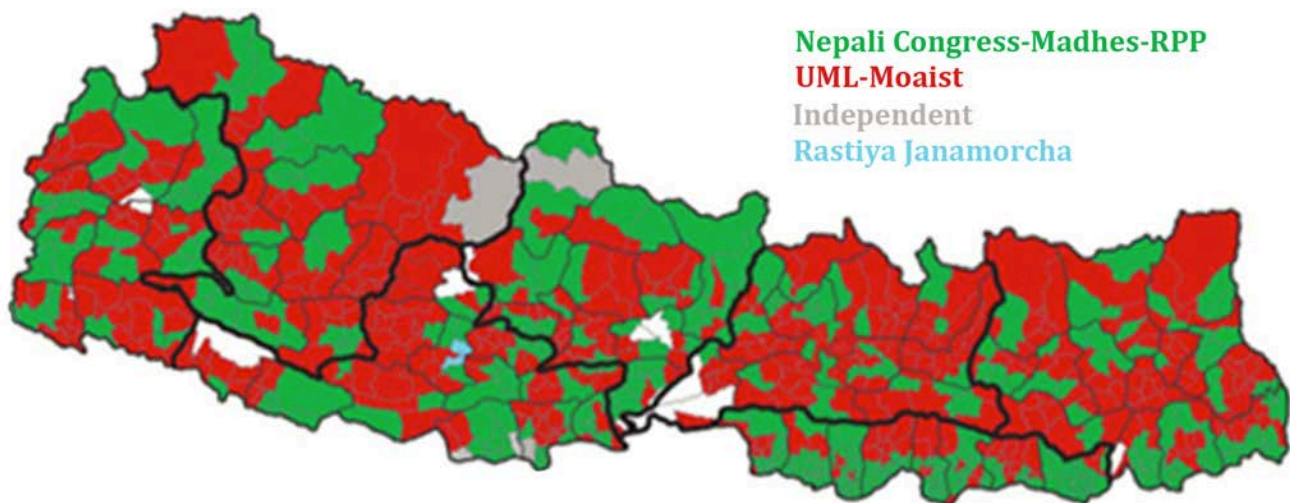 Nepali Congress-Madhes-RPP
UML-Moaist
Independent
Rastiya Janamorcha